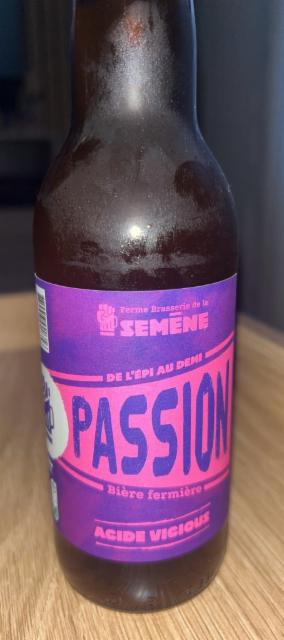 Ferme Brasserie de la
SEMÈNE
DE L'ÉPI AU DEMI
PASSION
Bière fermière
ACIDE VICIOUS